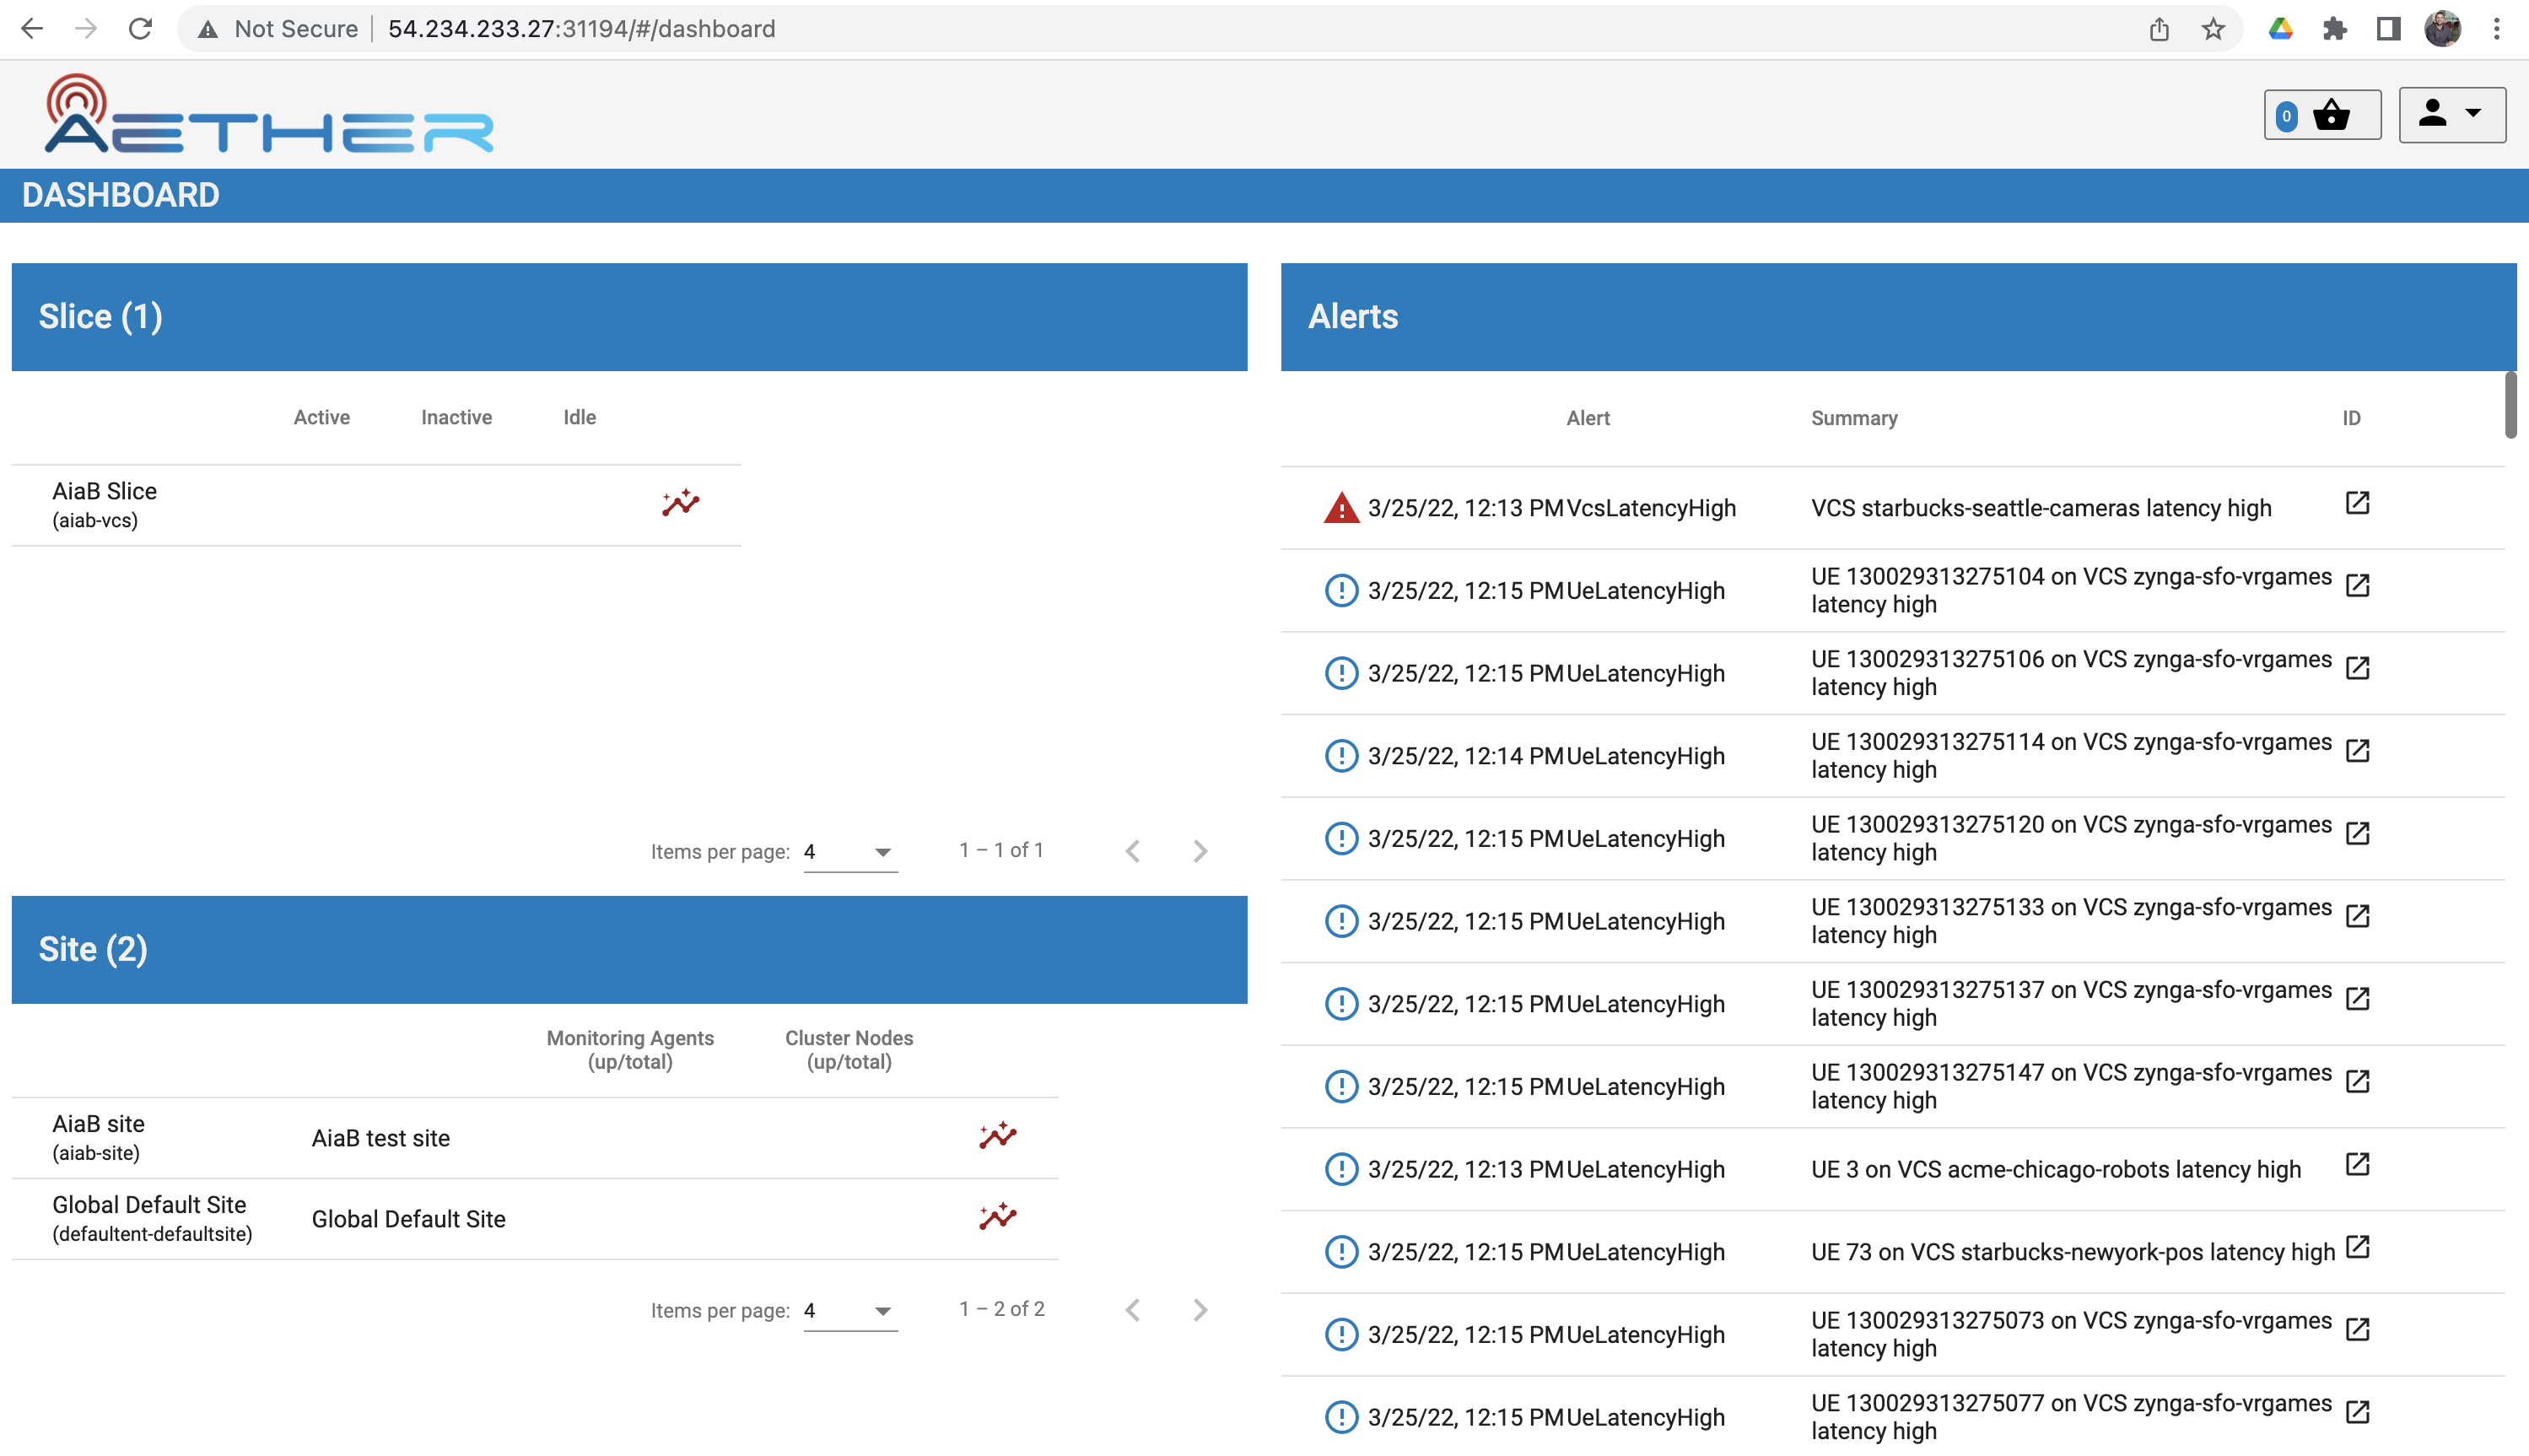 Not Secure | 54.234.233.27:31194/#/dashboard
AETHER
0
DASHBOARD
Slice (1)
Active Inactive Idle
AiaB Slice
(aiab-vcs)
Items per page: 4 1 – 1 of 1
Site (2)
Monitoring Agents
(up/total)
Cluster Nodes
(up/total)
AiaB site
(aiab-site)
AiaB test site
Global Default Site
(defaultent-defaultsite)
Global Default Site
Items per page: 4 1 – 2 of 2
Alerts
Alert Summary ID
3/25/22, 12:13 PM VcsLatencyHigh VCS starbucks-seattle-cameras latency high
3/25/22, 12:15 PM UeLatencyHigh UE 130029313275104 on VCS zynga-sfo-vrgames
latency high
3/25/22, 12:15 PM UeLatencyHigh UE 130029313275106 on VCS zynga-sfo-vrgames
latency high
3/25/22, 12:14 PM UeLatencyHigh UE 130029313275114 on VCS zynga-sfo-vrgames
latency high
3/25/22, 12:15 PM UeLatencyHigh UE 130029313275120 on VCS zynga-sfo-vrgames
latency high
3/25/22, 12:15 PM UeLatencyHigh UE 130029313275133 on VCS zynga-sfo-vrgames
latency high
3/25/22, 12:15 PM UeLatencyHigh UE 130029313275137 on VCS zynga-sfo-vrgames
latency high
3/25/22, 12:15 PM UeLatencyHigh UE 130029313275147 on VCS zynga-sfo-vrgames
latency high
3/25/22, 12:13 PM UeLatencyHigh UE 3 on VCS acme-chicago-robots latency high
3/25/22, 12:15 PM UeLatencyHigh UE 73 on VCS starbucks-newyork-pos latency high
3/25/22, 12:15 PM UeLatencyHigh UE 130029313275073 on VCS zynga-sfo-vrgames
latency high
3/25/22, 12:15 PM UeLatencyHigh UE 130029313275077 on VCS zynga-sfo-vrgames
latency high